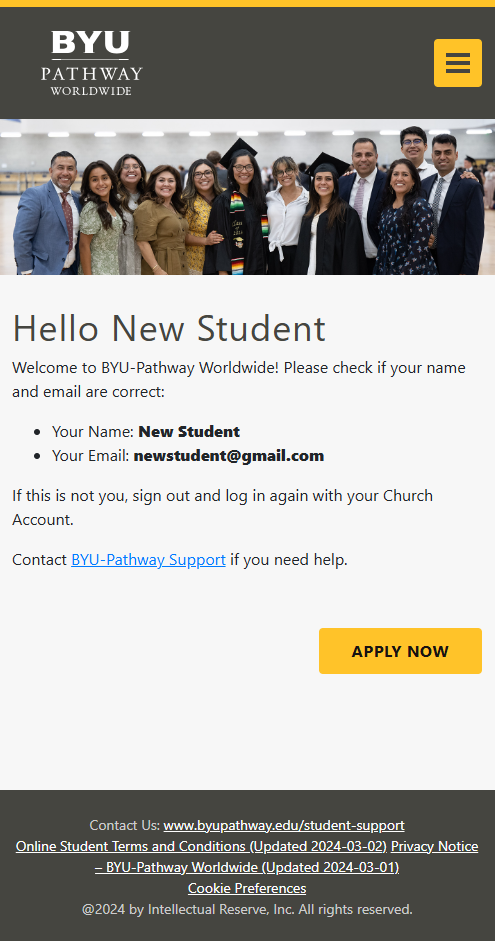 BYU
PATHWAY
WORLDWIDE
Hello New Student
Welcome to BYU-Pathway Worldwide! Please check if your name
and email are correct:
• Your Name: New Student
• Your Email: newstudent@gmail.com
If this is not you, sign out and log in again with your Church
Account.
Contact BYU-Pathway Support if you need help.
APPLY NOW
Contact Us: www.byupathway.edu/student-support
Online Student Terms and Conditions (Updated 2024-03-02) Privacy Notice
– BYU-Pathway Worldwide (Updated 2024-03-01)
Cookie Preferences
@2024 by Intellectual Reserve, Inc. All rights reserved.